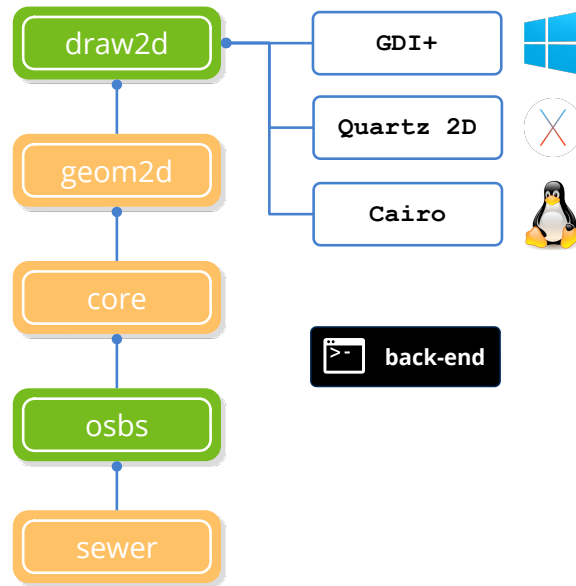 draw2d
GDI+
Quartz 2D
geom2d
Cairo
core
>-
back-end
osbs
sewer